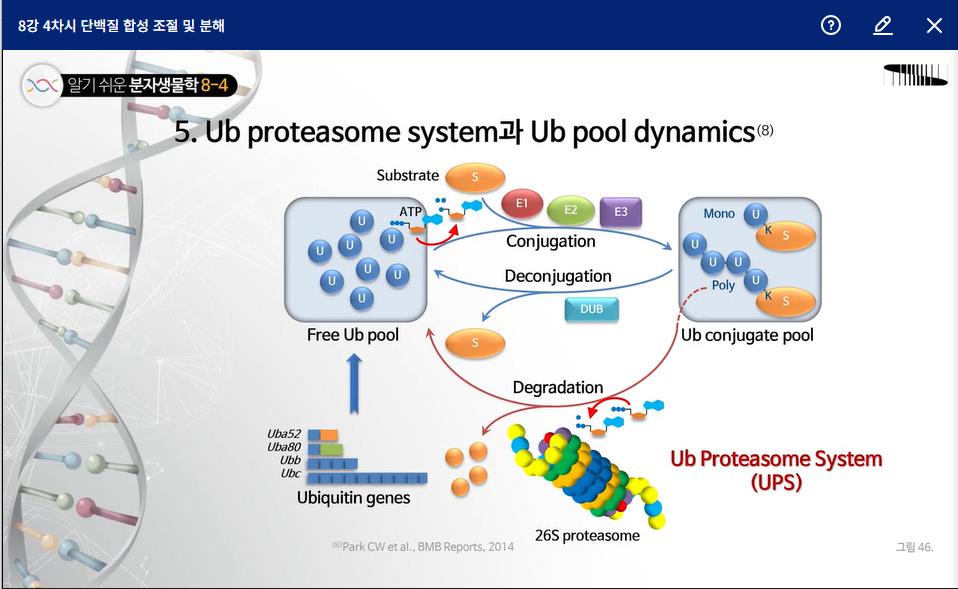 8강 4차시 단백질 합성 조절 및 분해
알기 쉬운 분자생물학 8-4
5. Ub proteasome system과 Ub pool dynamics(8)
Substrate
S
E1
E2
E3
ATP
U
U
U
U
U
U
U
U
Free Ub pool
Conjugation
Deconjugation
DUB
S
Mono
U
K
S
U
U
U
U
Poly
K
S
Ub conjugate pool
Degradation
Uba52
Uba80
Ubb
Ubc
Ubiquitin genes
26S proteasome
Ub Proteasome System
(UPS)
(8)Park CW et al., BMB Reports, 2014
그림 46.